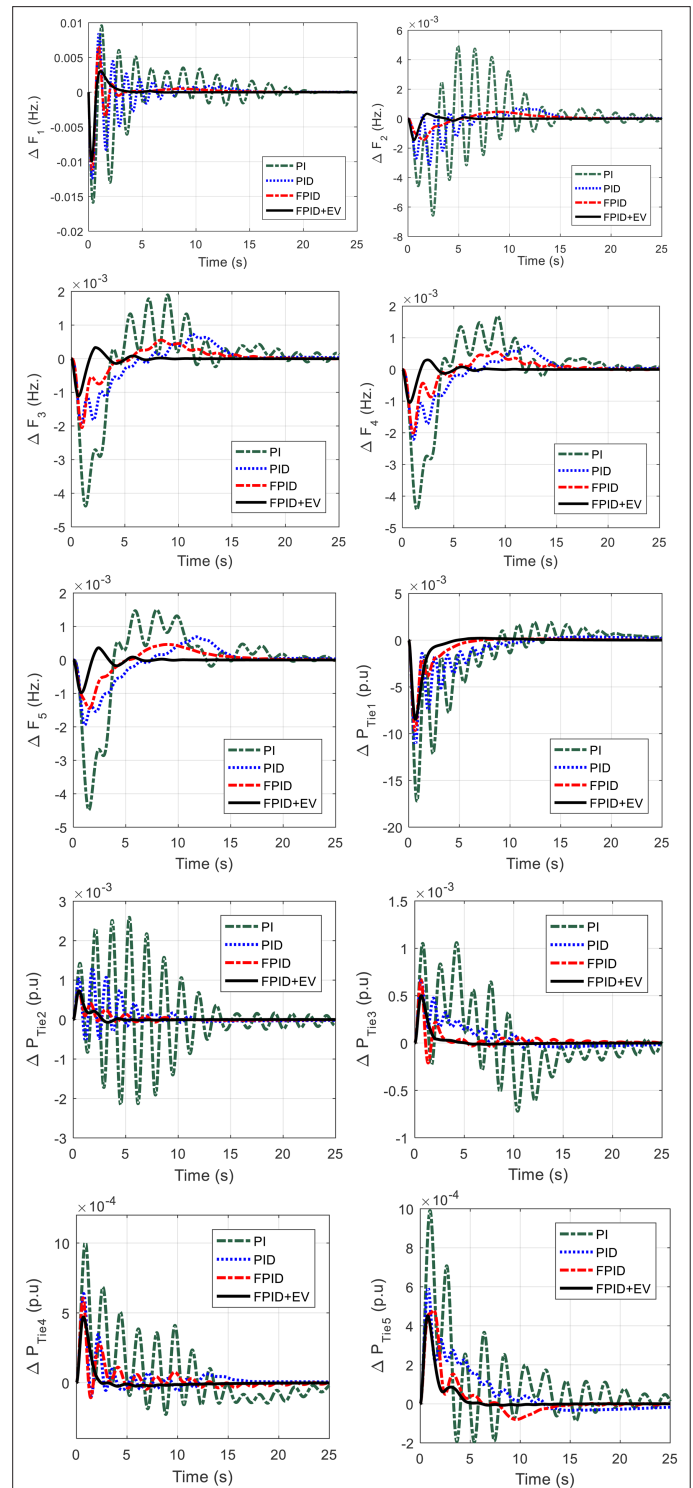 0.01
0.005
0
-0.005
-0.01
-0.015
-0.02
0 5 10 15 20 25
Δ F1 (Hz.)
Time (s)
PI
PID
FPID
FPID+EV
×10-3
6
4
2
0
-2
-4
-6
-8
0 5 10 15 20 25
Δ F2 (Hz.)
Time (s)
PI
PID
FPID
FPID+EV
×10-3
2
1
0
-1
-2
-3
-4
-5
0 5 10 15 20 25
Δ F3 (Hz.)
Time (s)
PI
PID
FPID
FPID+EV
×10-3
2
1
0
-1
-2
-3
-4
-5
0 5 10 15 20 25
Δ F4 (Hz.)
Time (s)
PI
PID
FPID
FPID+EV
×10-3
2
1
0
-1
-2
-3
-4
-5
0 5 10 15 20 25
Δ F5 (Hz.)
Time (s)
PI
PID
FPID
FPID+EV
×10-3
5
0
-5
-10
-15
-20
0 5 10 15 20 25
Δ PTie1 (p.u)
Time (s)
PI
PID
FPID
FPID+EV
×10-3
3
2
1
0
-1
-2
-3
0 5 10 15 20 25
Δ PTie2 (p.u)
Time (s)
PI
PID
FPID
FPID+EV
×10-3
1.5
1
0.5
0
-0.5
-1
0 5 10 15 20 25
Δ PTie3 (p.u)
Time (s)
PI
PID
FPID
FPID+EV
×10-4
10
5
0
0 5 10 15 20 25
Δ PTie4 (p.u)
Time (s)
PI
PID
FPID
FPID+EV
×10-4
10
8
6
4
2
0
-2
0 5 10 15 20 25
Δ PTie5 (p.u)
Time (s)
PI
PID
FPID
FPID+EV